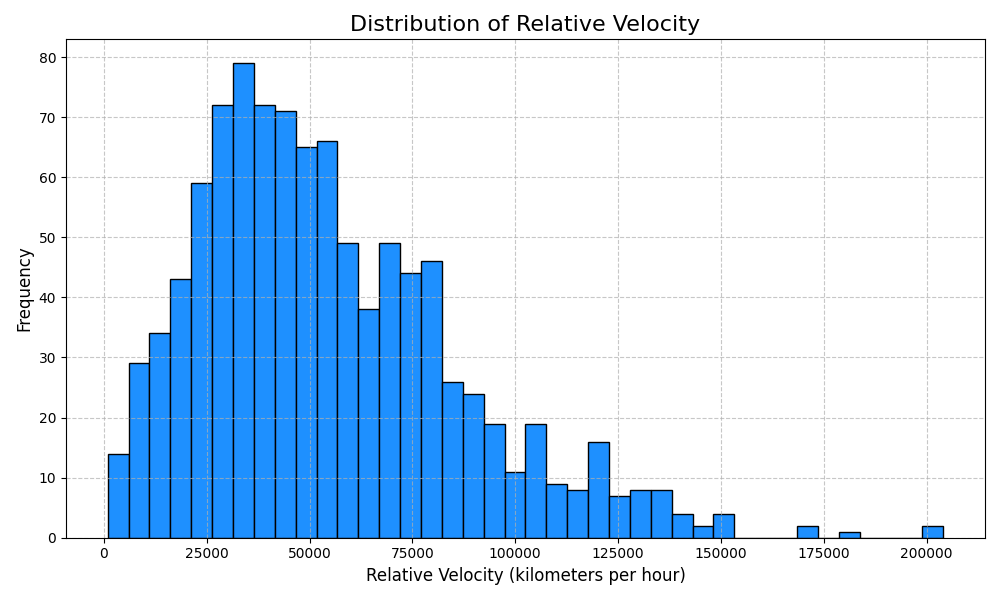 Distribution of Relative Velocity
Frequency
80
70
60
50
40
30
20
10
0
0 25000 50000 75000 100000 125000 150000 175000 200000
Relative Velocity (kilometers per hour)